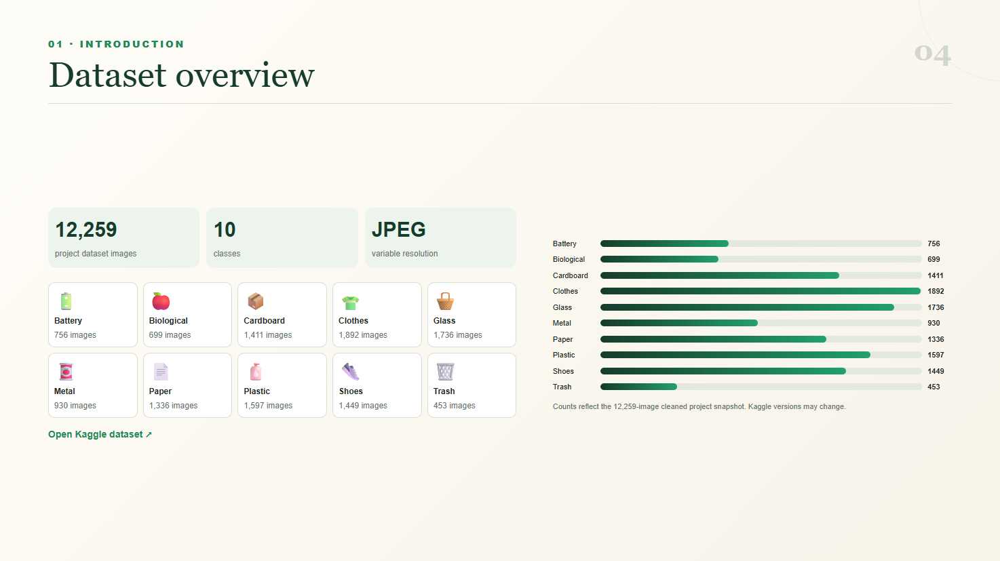 01 · INTRODUCTION
Dataset overview
04
12,259
project dataset images
10
classes
JPEG
variable resolution
Battery
756 images
Biological
699 images
Cardboard
1,411 images
Clothes
1,892 images
Glass
1,736 images
Metal
930 images
Paper
1,336 images
Plastic
1,597 images
Shoes
1,449 images
Trash
453 images
Open Kaggle dataset ↗
Battery 756
Biological 699
Cardboard 1411
Clothes 1892
Glass 1736
Metal 930
Paper 1336
Plastic 1597
Shoes 1449
Trash 453
Counts reflect the 12,259-image cleaned project snapshot. Kaggle versions may change.